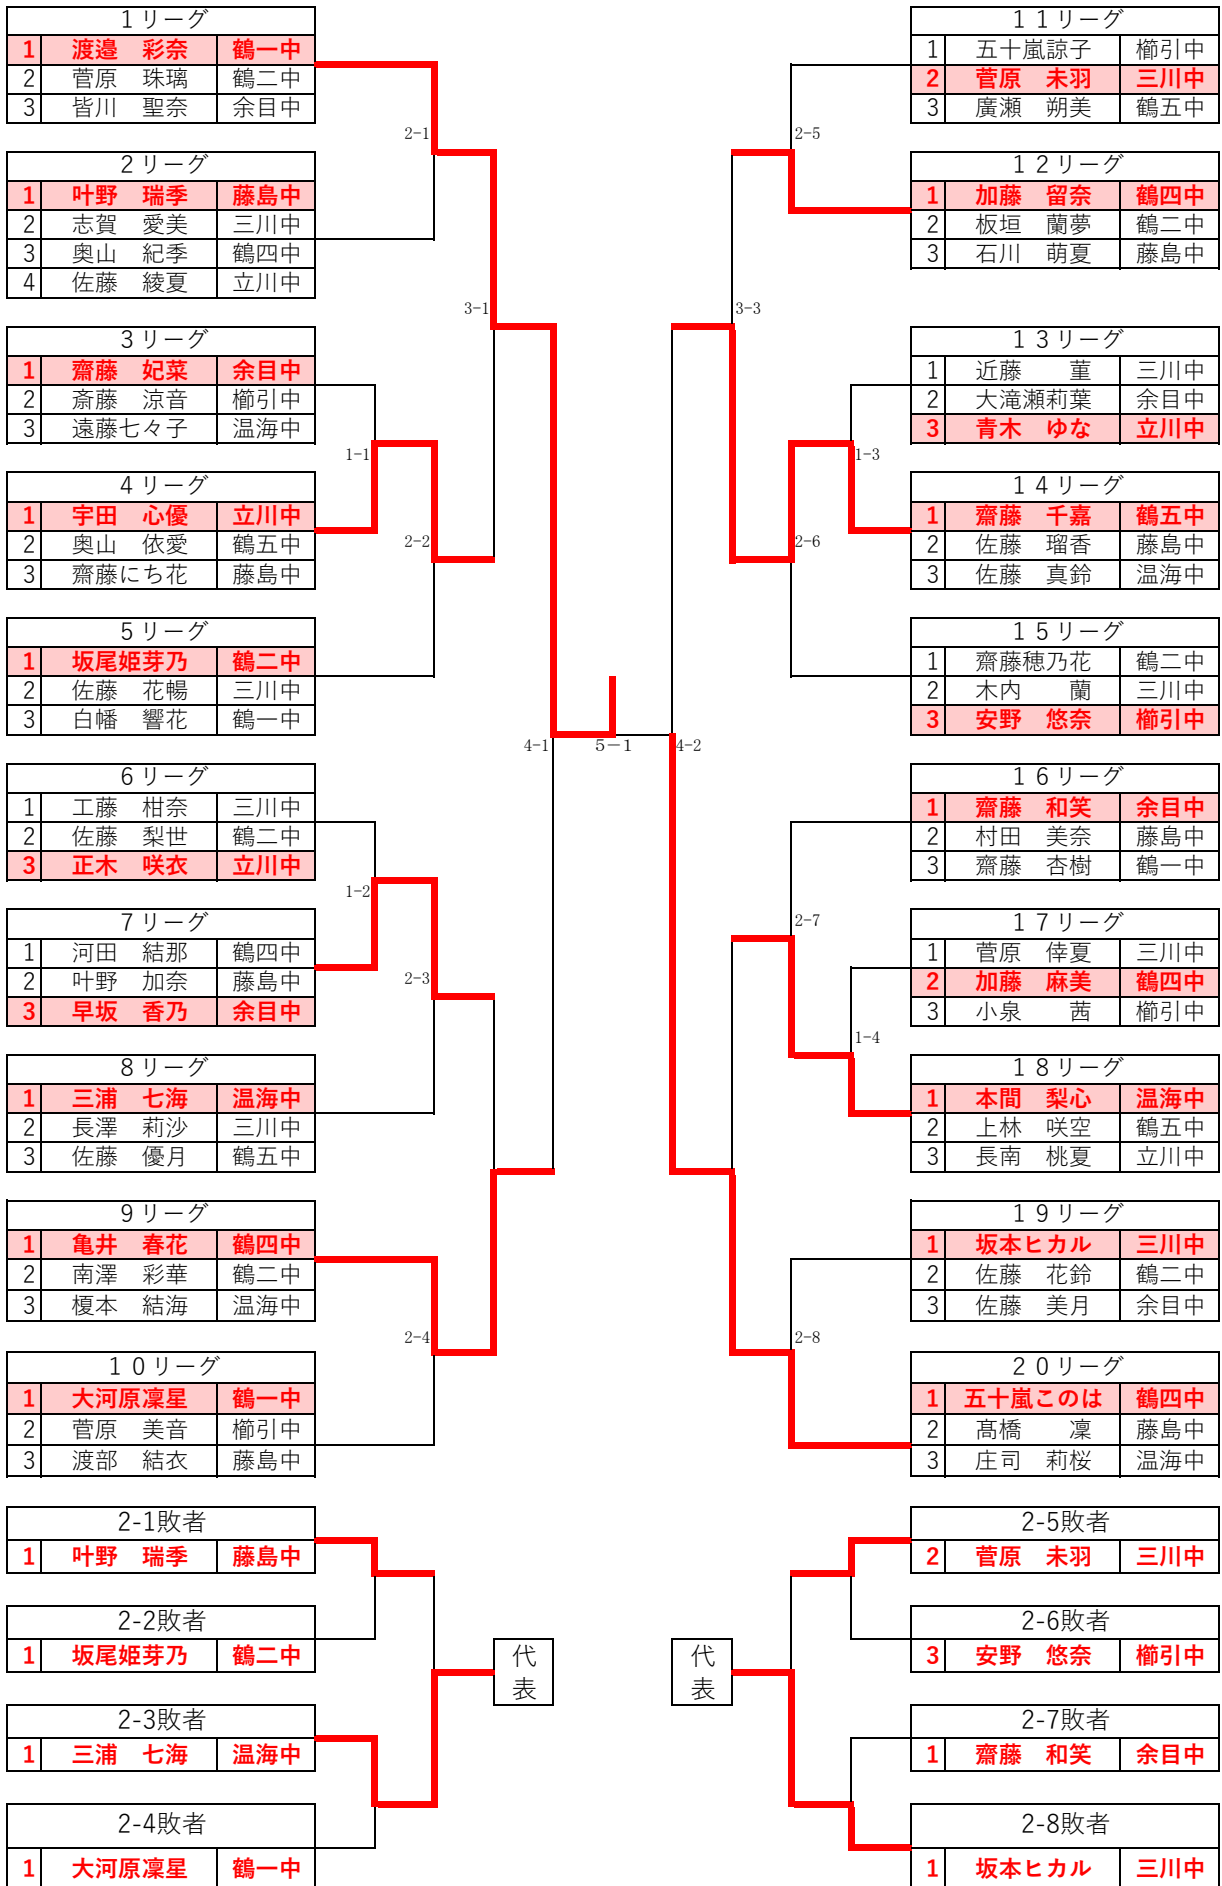 1リーグ
1 渡邉 彩奈 鶴一中
2 菅原 珠璃 鶴二中
3 皆川 聖奈 余目中
2-1
2リーグ
1 叶野 瑞季 藤島中
2 志賀 愛美 三川中
3 奥山 紀季 鶴四中
4 佐藤 綾夏 立川中
3-1
3リーグ
1 齋藤 妃菜 余目中
2 斎藤 涼音 櫛引中
3 遠藤七々子 温海中
1-1
4リーグ
1 宇田 心優 立川中
2 奥山 依愛 鶴五中
3 齋藤にち花 藤島中
2-2
5リーグ
1 坂尾姫芽乃 鶴二中
2 佐藤 花暢 三川中
3 白幡 響花 鶴一中
4-1
5-1
4-2
6リーグ
1 工藤 柑奈 三川中
2 佐藤 梨世 鶴二中
3 正木 咲衣 立川中
1-2
7リーグ
1 河田 結那 鶴四中
2 叶野 加奈 藤島中
3 早坂 香乃 余目中
2-3
8リーグ
1 三浦 七海 温海中
2 長澤 莉沙 三川中
3 佐藤 優月 鶴五中
9リーグ
1 亀井 春花 鶴四中
2 南澤 彩華 鶴二中
3 榎本 結海 温海中
2-4
10リーグ
1 大河原凜星 鶴一中
2 菅原 美音 櫛引中
3 渡部 結衣 藤島中
11リーグ
1 五十嵐諒子 櫛引中
2 菅原 未羽 三川中
3 廣瀬 朔美 鶴五中
2-5
12リーグ
1 加藤 留奈 鶴四中
2 板垣 蘭夢 鶴二中
3 石川 萌夏 藤島中
3-3
13リーグ
1 近藤 菫 三川中
2 大滝瀬莉葉 余目中
3 青木 ゆな 立川中
1-3
14リーグ
1 齋藤 千嘉 鶴五中
2 佐藤 瑠香 藤島中
3 佐藤 真鈴 温海中
2-6
15リーグ
1 齋藤穂乃花 鶴二中
2 木内 蘭 三川中
3 安野 悠奈 櫛引中
16リーグ
1 齋藤 和笑 余目中
2 村田 美奈 藤島中
3 齋藤 杏樹 鶴一中
2-7
17リーグ
1 菅原 倖夏 三川中
2 加藤 麻美 鶴四中
3 小泉 茜 櫛引中
1-4
18リーグ
1 本間 梨心 温海中
2 上林 咲空 鶴五中
3 長南 桃夏 立川中
19リーグ
1 坂本ヒカル 三川中
2 佐藤 花鈴 鶴二中
3 佐藤 美月 余目中
2-8
20リーグ
1 五十嵐このは 鶴四中
2 髙橋 凜 藤島中
3 庄司 莉桜 温海中
2-1敗者
1 叶野 瑞季 藤島中
2-2敗者
1 坂尾姫芽乃 鶴二中
代表
2-3敗者
1 三浦 七海 温海中
2-4敗者
1 大河原凜星 鶴一中
2-5敗者
2 菅原 未羽 三川中
2-6敗者
3 安野 悠奈 櫛引中
代表
2-7敗者
1 齋藤 和笑 余目中
2-8敗者
1 坂本ヒカル 三川中